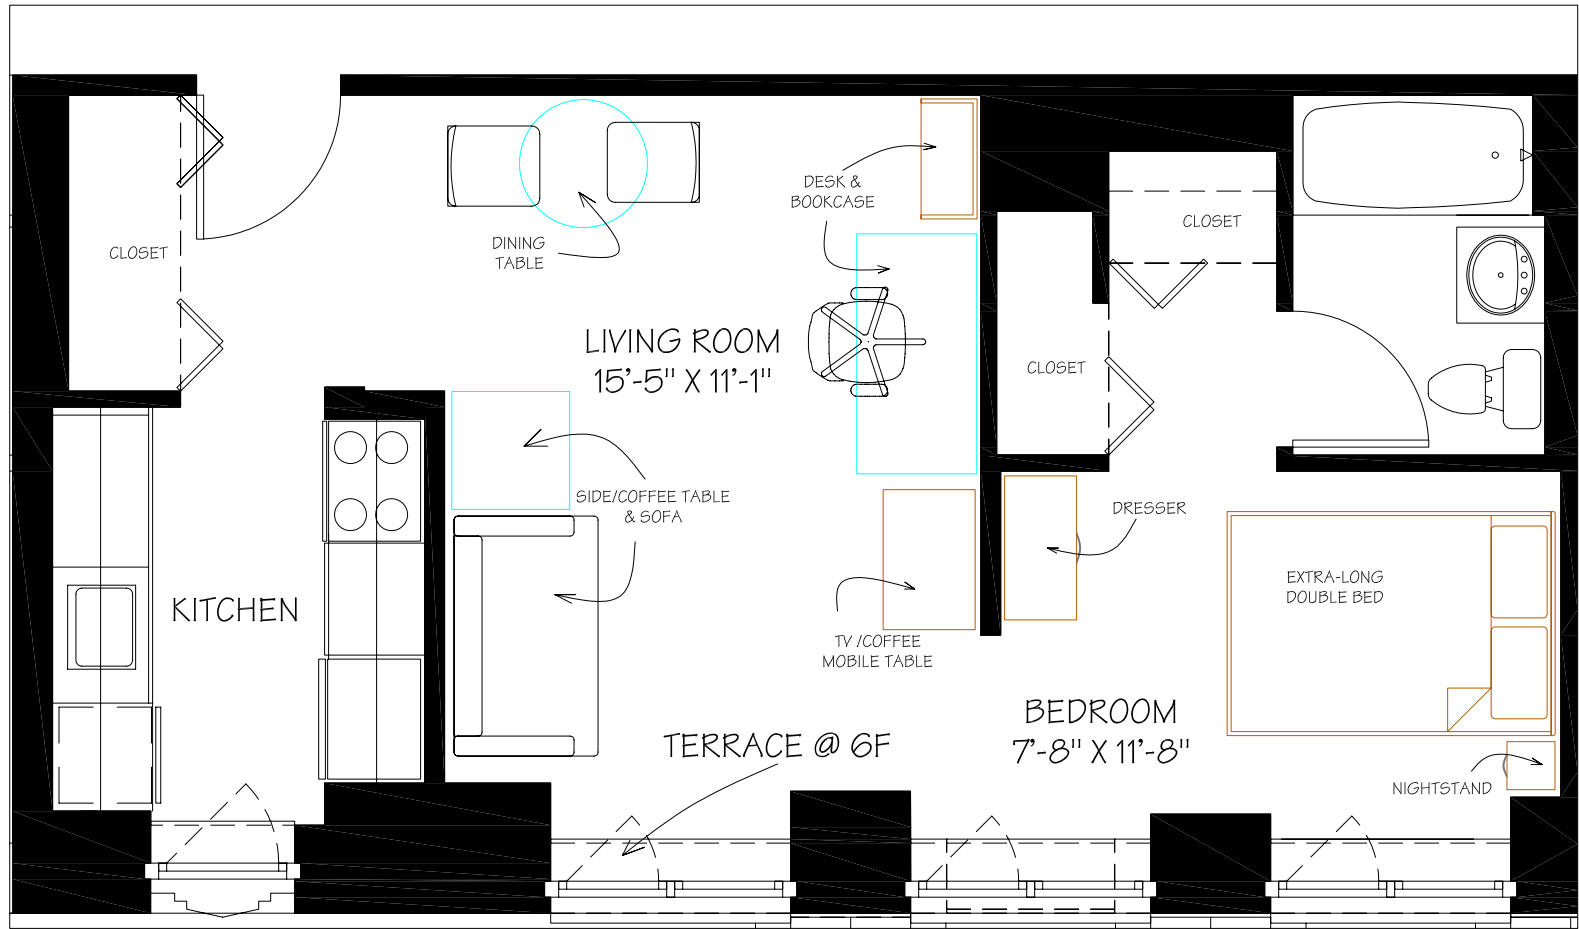 DESK &
BOOKCASE
CLOSET
DINING
TABLE
CLOSET
LIVING ROOM
15'-5" X 11'-1"
CLOSET
SIDE/COFFEE TABLE
& SOFA
DRESSER
EXTRA-LONG
DOUBLE BED
KITCHEN
TV /COFFEE
MOBILE TABLE
BEDROOM
7'-8" X 11'-8"
TERRACE @ 6F
NIGHTSTAND